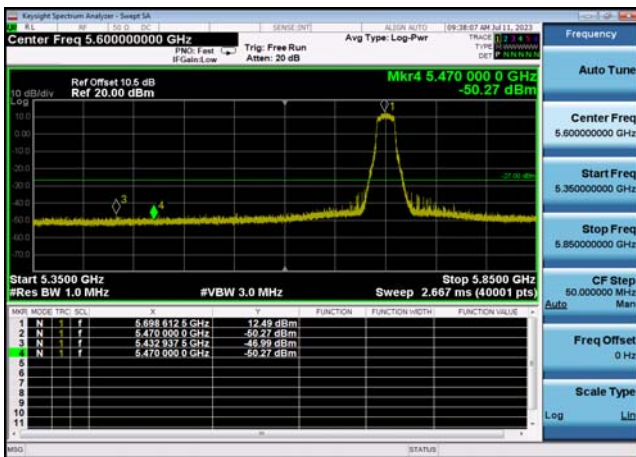 Keysight Spectrum Analyzer - Swept SA
RL RF 50 Ω DC SENSE:INT ALIGN AUTO 09:38:07 AM Jul 11, 2023
Center Freq 5.600000000 GHz
PNO: Fast
IFGain:Low
Trig: Free Run
Atten: 20 dB
Avg Type: Log-Pwr
TRACE 1 2 3 4 5 6
TYPE
DET P N N N N N
Ref Offset 10.5 dB
Ref 20.00 dBm
10 dB/div
Log
Mkr4 5.470 000 0 GHz
-50.27 dBm
10.0
0.00
-10.0
-20.0
-30.0
-40.0
-50.0
-60.0
-70.0
1
3
4
-27.00 dBm
Start 5.3500 GHz
Stop 5.8500 GHz
#Res BW 1.0 MHz
#VBW 3.0 MHz
Sweep 2.667 ms (40001 pts)
MKR MODE TRC SCL X Y FUNCTION FUNCTION WIDTH FUNCTION VALUE
1 N 1 f 5.698 612 5 GHz 12.49 dBm
2 N 1 f 5.470 000 0 GHz -50.27 dBm
3 N 1 f 5.432 937 5 GHz -46.99 dBm
4 N 1 f 5.470 000 0 GHz -50.27 dBm
5
6
7
8
9
10
11
MSG
STATUS
Frequency
Auto Tune
Center Freq
5.600000000 GHz
Start Freq
5.350000000 GHz
Stop Freq
5.850000000 GHz
CF Step
50.000000 MHz
Auto Man
Freq Offset
0 Hz
Scale Type
Log Lin